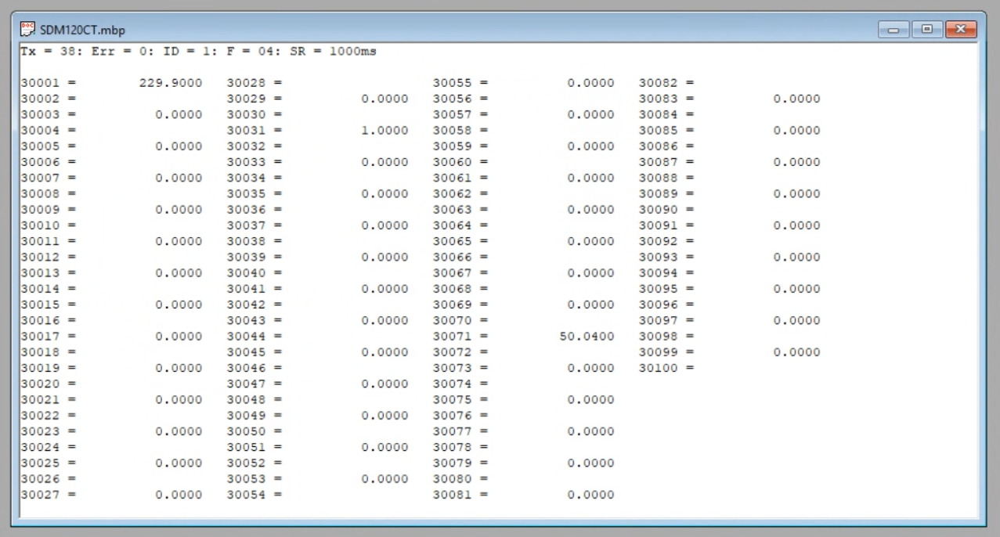 SDM120CT.mbp
Tx = 38: Err = 0: ID = 1: F = 04: SR = 1000ms
30001 = 229.9000 30028 = 30055 = 0.0000 30082 =
30002 = 30029 = 0.0000 30056 = 30083 = 0.0000
30003 = 0.0000 30030 = 30057 = 0.0000 30084 =
30004 = 30031 = 1.0000 30058 = 30085 = 0.0000
30005 = 0.0000 30032 = 30059 = 0.0000 30086 =
30006 = 30033 = 0.0000 30060 = 30087 = 0.0000
30007 = 0.0000 30034 = 30061 = 0.0000 30088 =
30008 = 30035 = 0.0000 30062 = 30089 = 0.0000
30009 = 0.0000 30036 = 30063 = 0.0000 30090 =
30010 = 30037 = 0.0000 30064 = 30091 = 0.0000
30011 = 0.0000 30038 = 30065 = 0.0000 30092 =
30012 = 30039 = 0.0000 30066 = 30093 = 0.0000
30013 = 0.0000 30040 = 30067 = 0.0000 30094 =
30014 = 30041 = 0.0000 30068 = 30095 = 0.0000
30015 = 0.0000 30042 = 30069 = 0.0000 30096 =
30016 = 30043 = 0.0000 30070 = 30097 = 0.0000
30017 = 0.0000 30044 = 30071 = 50.0400 30098 =
30018 = 30045 = 0.0000 30072 = 30099 = 0.0000
30019 = 0.0000 30046 = 30073 = 0.0000 30100 =
30020 = 30047 = 0.0000 30074 =
30021 = 0.0000 30048 = 30075 = 0.0000
30022 = 30049 = 0.0000 30076 =
30023 = 0.0000 30050 = 30077 = 0.0000
30024 = 30051 = 0.0000 30078 =
30025 = 0.0000 30052 = 30079 = 0.0000
30026 = 30053 = 0.0000 30080 =
30027 = 0.0000 30054 = 30081 = 0.0000